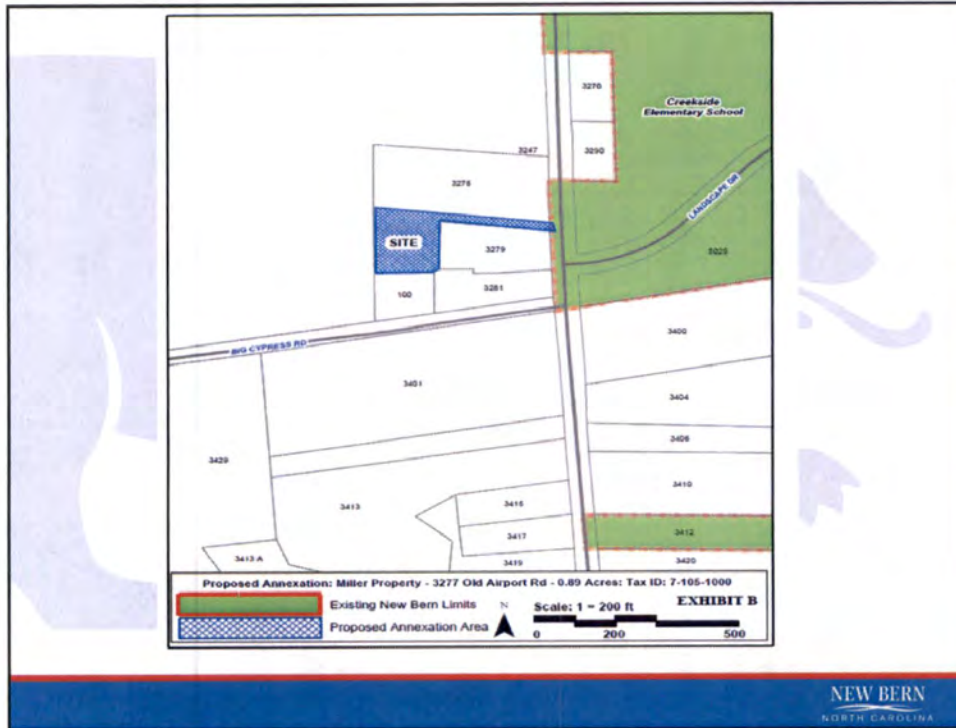 3276
Creekside
Elementary School
3290
3247
3275
LANDSCAPE DR
SITE
3279
5025
3281
100
3400
BIG CYPRESS RD
3401
3404
3406
3429
3410
3413
3415
3417
3412
3413 A
3419
3420
Proposed Annexation: Miller Property - 3277 Old Airport Rd - 0.89 Acres: Tax ID: 7-105-1000
Existing New Bern Limits
N
Scale: 1 = 200 ft
EXHIBIT B
Proposed Annexation Area
0 200 500
NEW BERN
NORTH CAROLINA